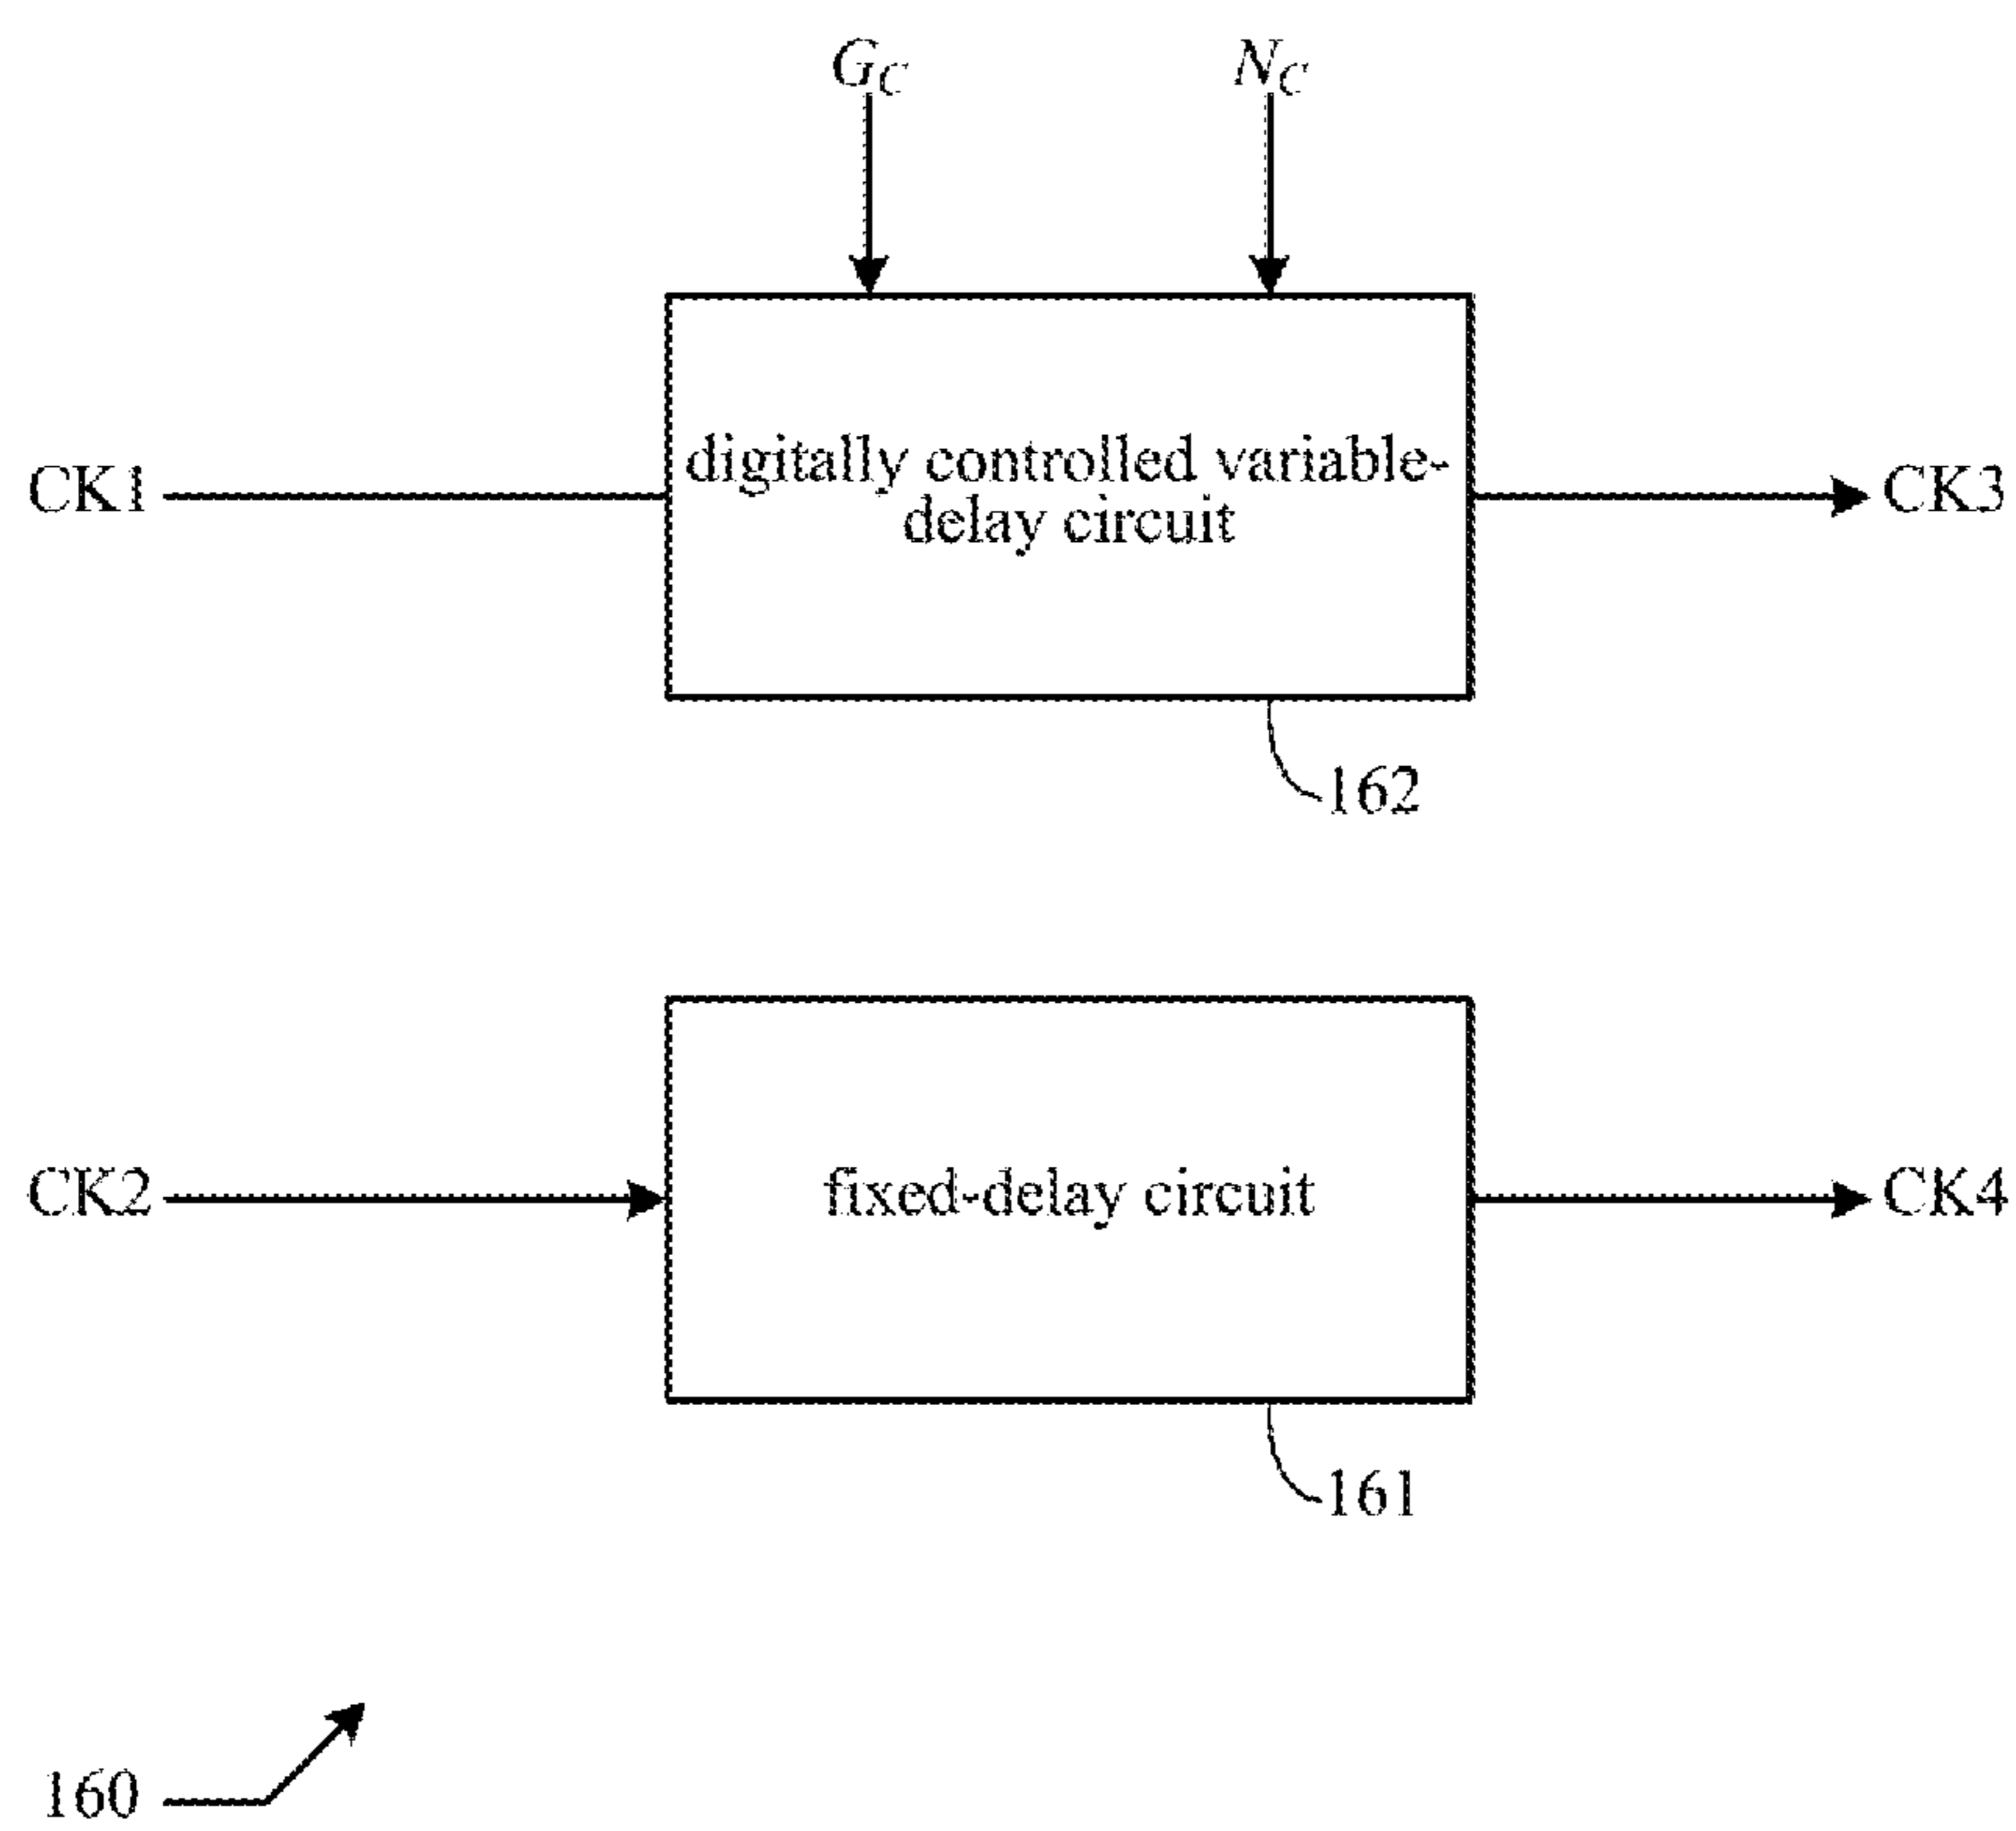 G_C N_C
digitally controlled variable-
CK1 CK3
delay circuit
162
CK2 fixed-delay circuit CK4
161
160